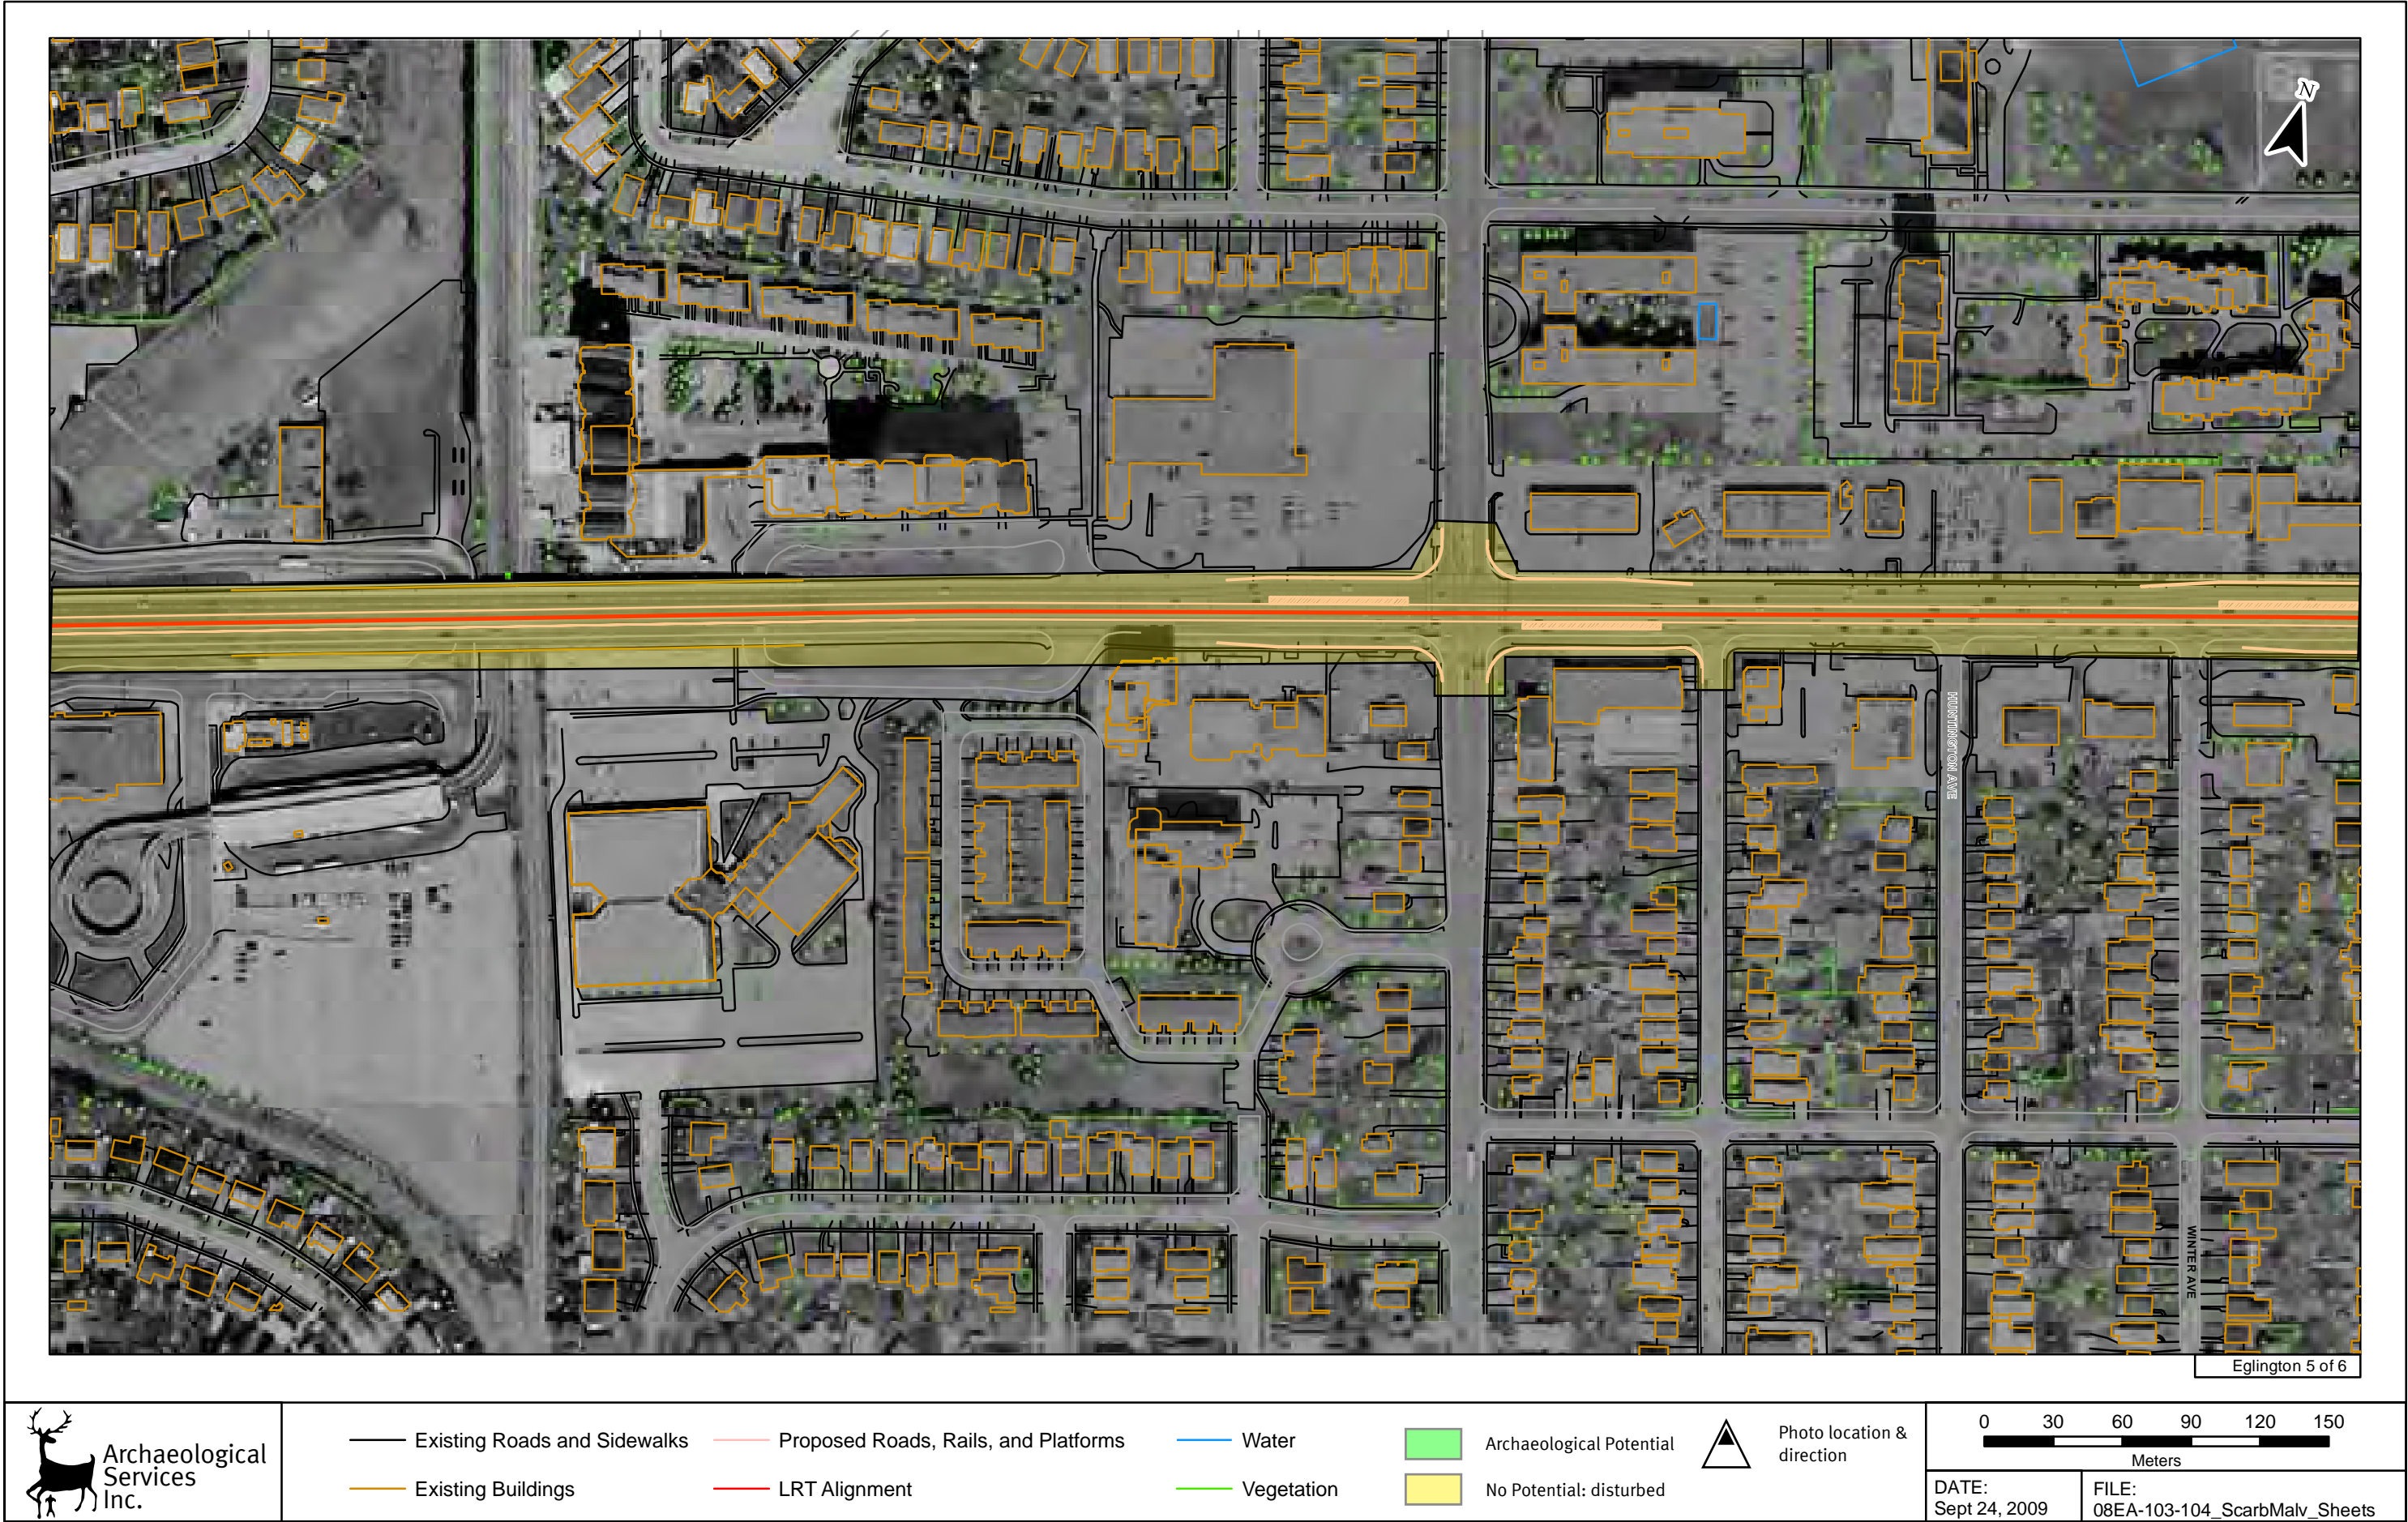 N
HUNTINGTON AVE
WINTER AVE
Eglington 5 of 6
Archaeological
Services
Inc.
Existing Roads and Sidewalks
Existing Buildings
Proposed Roads, Rails, and Platforms
LRT Alignment
Water
Vegetation
Archaeological Potential
No Potential: disturbed
Photo location &
direction
0 30 60 90 120 150
Meters
DATE:
Sept 24, 2009
FILE:
08EA-103-104_ScarbMalv_Sheets